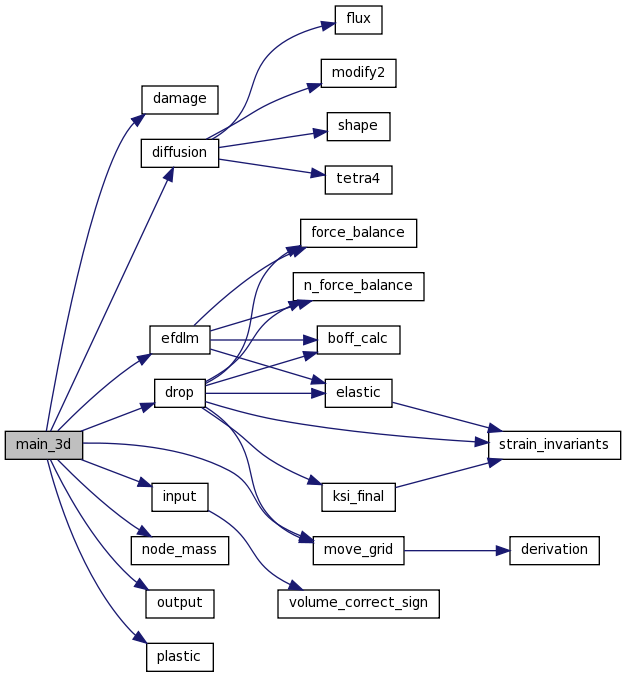 flux
modify2
damage
shape
diffusion
tetra4
force_balance
n_force_balance
efdlm
boff_calc
drop
elastic
main_3d
strain_invariants
input
ksi_final
node_mass
move_grid
derivation
output
volume_correct_sign
plastic